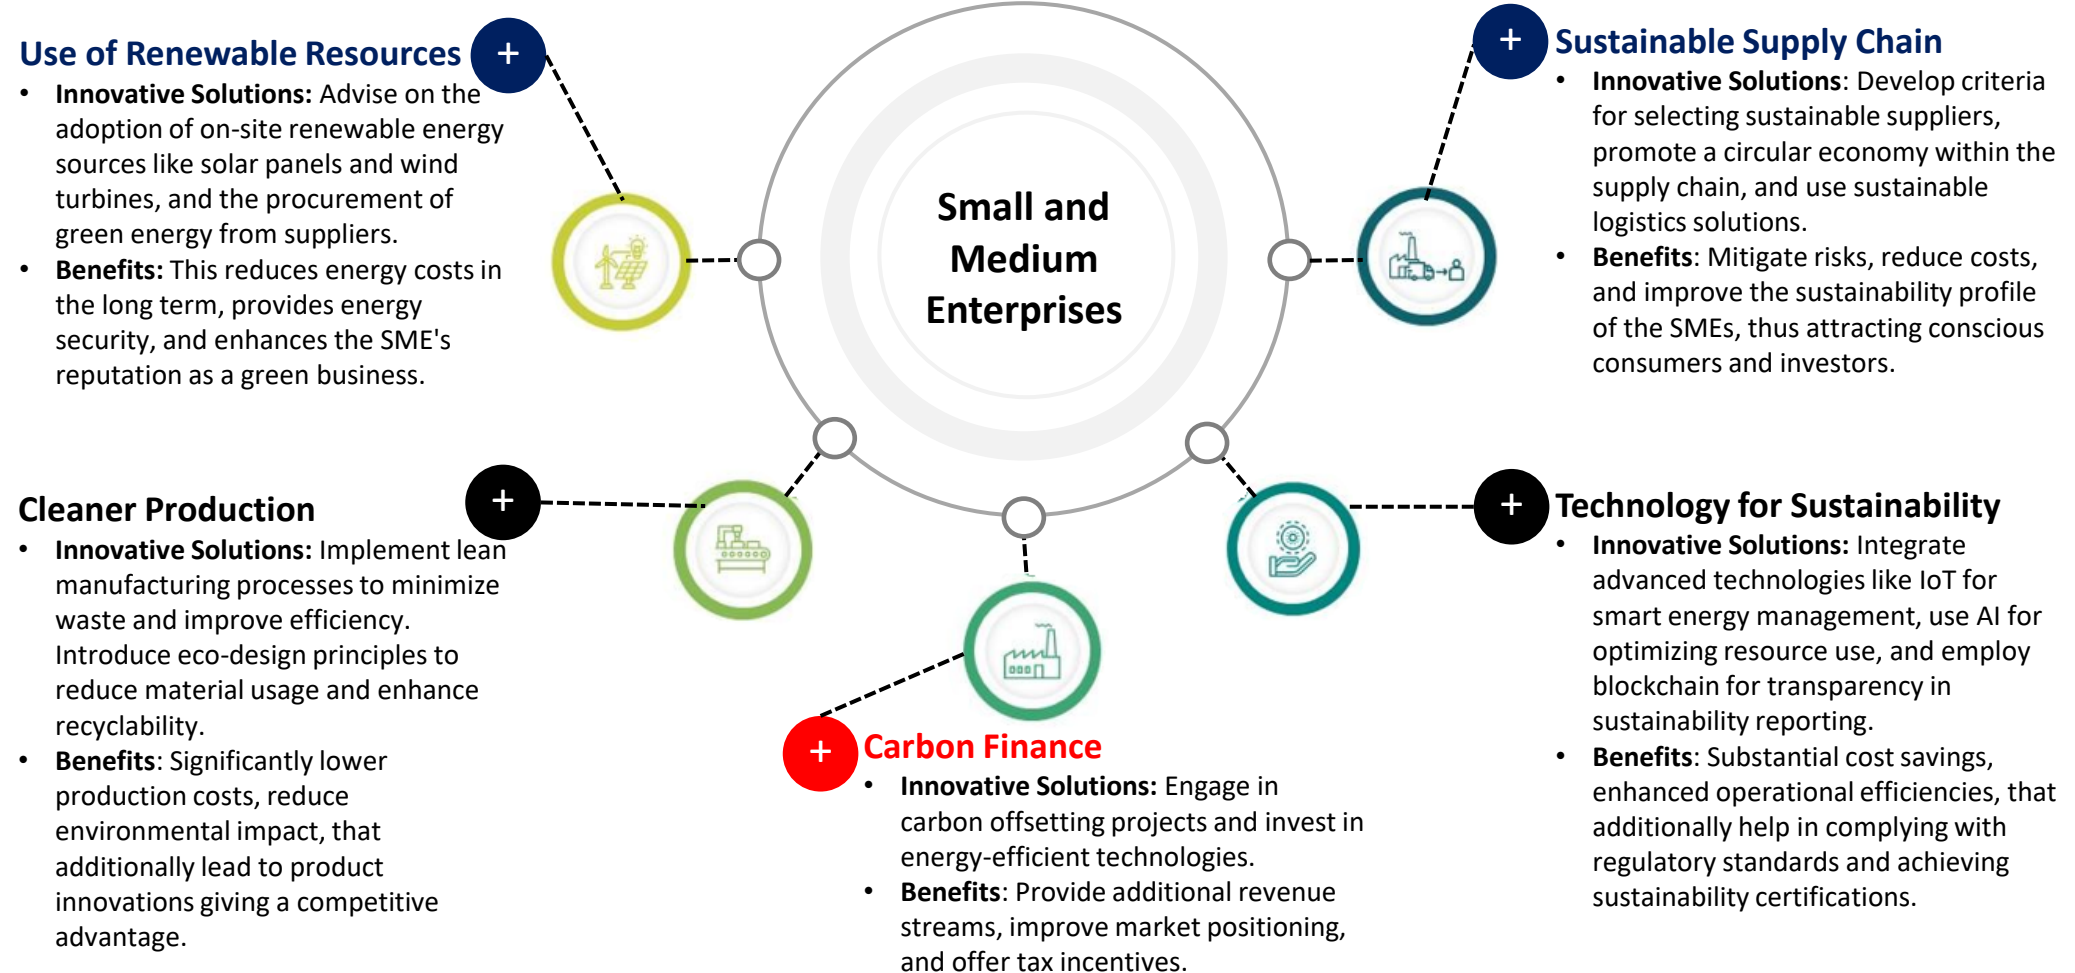 Use of Renewable Resources
+
• Innovative Solutions: Advise on the
adoption of on-site renewable energy
sources like solar panels and wind
turbines, and the procurement of
green energy from suppliers.
• Benefits: This reduces energy costs in
the long term, provides energy
security, and enhances the SME's
reputation as a green business.
Small and
Medium
Enterprises
+
Sustainable Supply Chain
• Innovative Solutions: Develop criteria
for selecting sustainable suppliers,
promote a circular economy within the
supply chain, and use sustainable
logistics solutions.
• Benefits: Mitigate risks, reduce costs,
and improve the sustainability profile
of the SMEs, thus attracting conscious
consumers and investors.
Cleaner Production
+
• Innovative Solutions: Implement lean
manufacturing processes to minimize
waste and improve efficiency.
Introduce eco-design principles to
reduce material usage and enhance
recyclability.
• Benefits: Significantly lower
production costs, reduce
environmental impact, that
additionally lead to product
innovations giving a competitive
advantage.
+
Carbon Finance
• Innovative Solutions: Engage in
carbon offsetting projects and invest in
energy-efficient technologies.
• Benefits: Provide additional revenue
streams, improve market positioning,
and offer tax incentives.
+
Technology for Sustainability
• Innovative Solutions: Integrate
advanced technologies like IoT for
smart energy management, use AI for
optimizing resource use, and employ
blockchain for transparency in
sustainability reporting.
• Benefits: Substantial cost savings,
enhanced operational efficiencies, that
additionally help in complying with
regulatory standards and achieving
sustainability certifications.